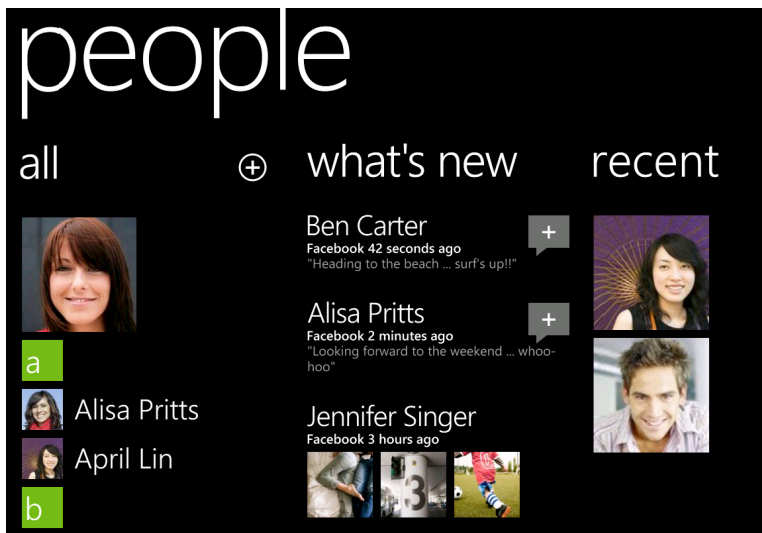 people
all
what's new
recent
Ben Carter
Facebook 42 seconds ago
"Heading to the beach ... surf's up!!"
Alisa Pritts
Facebook 2 minutes ago
"Looking forward to the weekend ... whoo-
hoo"
Jennifer Singer
Facebook 3 hours ago
3
a
Alisa Pritts
April Lin
b